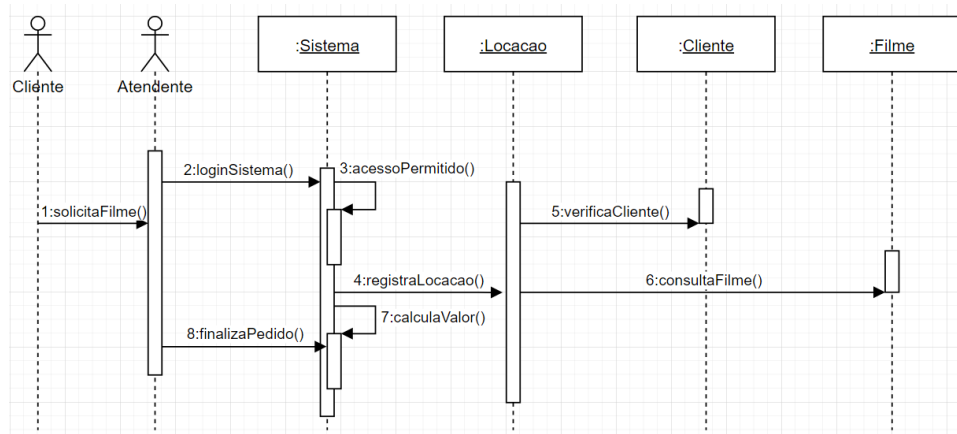 :Sistema
:Locacao
:Cliente
:Filme
Cliente
Atendente
2:loginSistema()
3:acessoPermitido()
1:solicitaFilme()
5:verificaCliente()
4:registraLocacao()
6:consultaFilme()
7:calculaValor()
8:finalizaPedido()